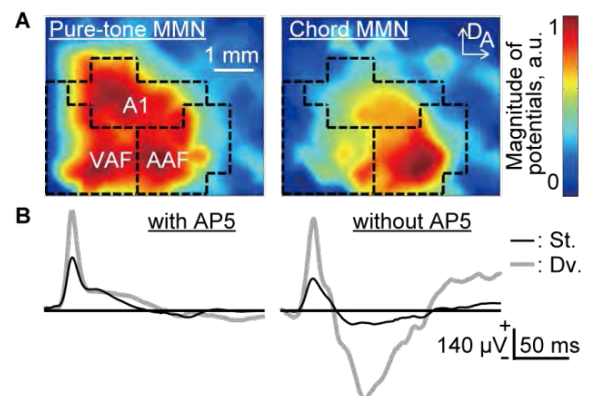 A
Pure-tone MMN
Chord MMN
1 mm
D
A
A1
VAF
AAF
1
0
Magnitude of
potentials, a.u.
B
with AP5
without AP5
: St.
: Dv.
+
140 µV
-
50 ms